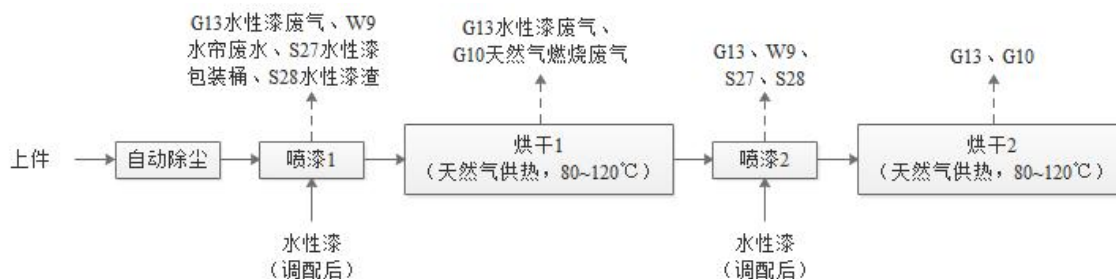 G13水性漆废气、W9
水帘废水、S27水性漆
包装桶、S28水性漆渣
G13水性漆废气、
G10天然气燃烧废气
G13、W9、
S27、S28
G13、G10
上件
自动除尘
喷漆1
烘干1
（天然气供热，80~120℃）
喷漆2
烘干2
（天然气供热，80~120℃）
水性漆
（调配后）
水性漆
（调配后）